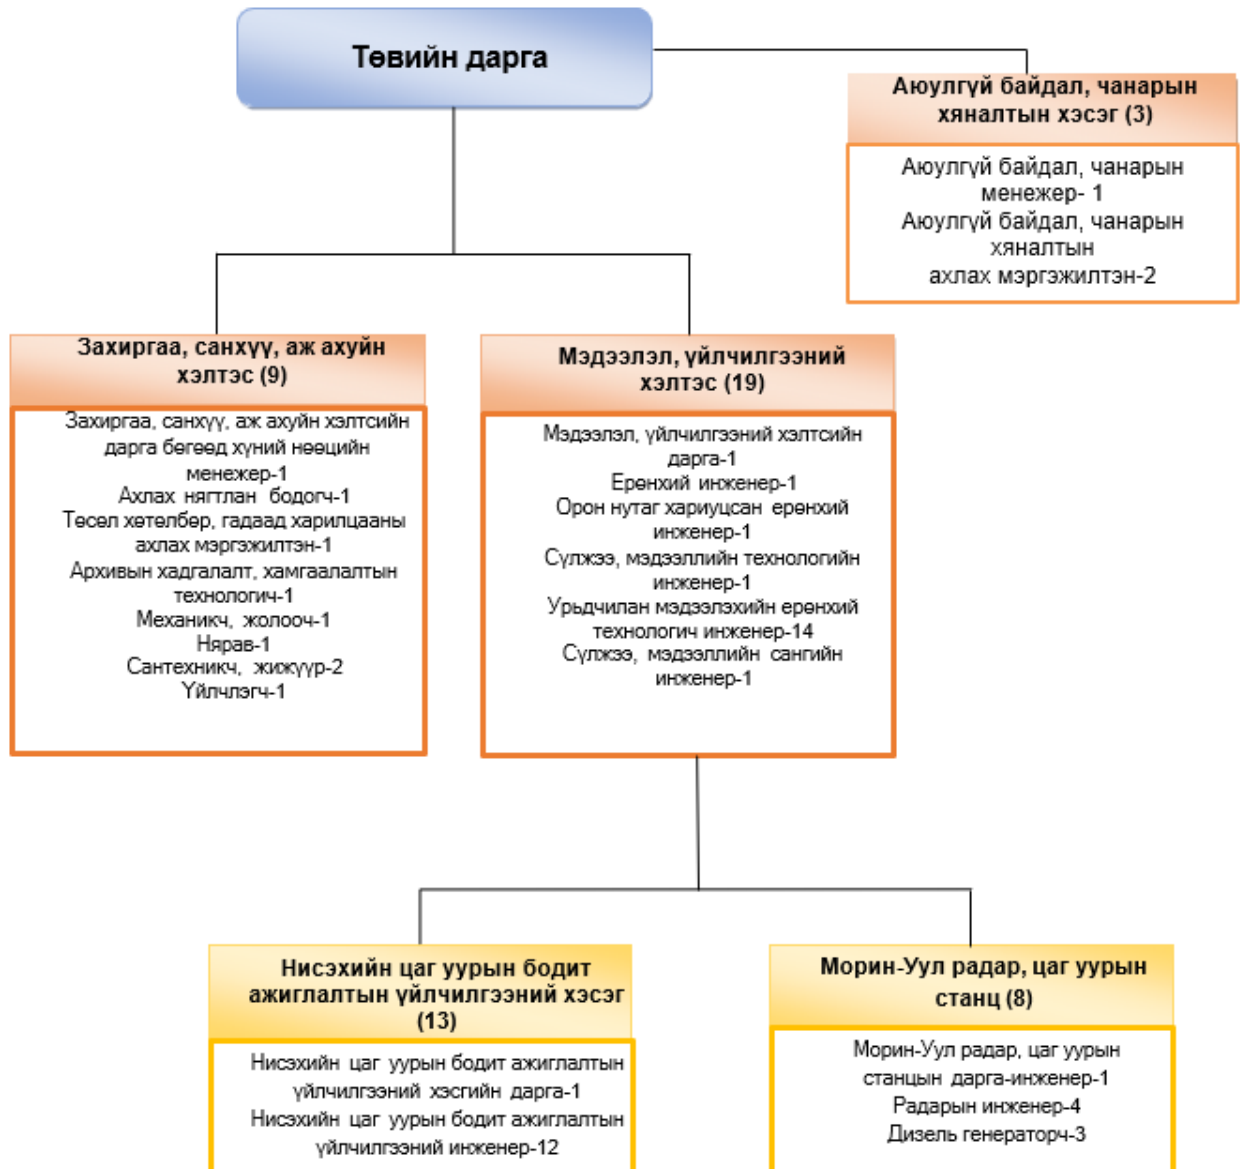 Төвийн дарга
Аюулгүй байдал, чанарын
хяналтын хэсэг (3)
Аюулгүй байдал, чанарын
менежер- 1
Аюулгүй байдал, чанарын
хяналтын
ахлах мэргэжилтэн-2
Захиргаа, санхүү, аж ахуйн
хэлтэс (9)
Захиргаа, санхүү, аж ахуйн хэлтсийн
дарга бөгөөд хүний нөөцийн
менежер-1
Ахлах нягтлан бодогч-1
Төсөл хөтөлбөр, гадаад харилцааны
ахлах мэргэжилтэн-1
Архивын хадгалалт, хамгаалалтын
технологич-1
Механикч, жолооч-1
Нярав-1
Сантехникч, жижүүр-2
Үйлчлэгч-1
Мэдээлэл, үйлчилгээний
хэлтэс (19)
Мэдээлэл, үйлчилгээний хэлтсийн
дарга-1
Ерөнхий инженер-1
Орон нутаг хариуцсан ерөнхий
инженер-1
Сүлжээ, мэдээллийн технологийн
инженер-1
Урьдчилан мэдээлэхийн ерөнхий
технологич инженер-14
Сүлжээ, мэдээллийн сангийн
инженер-1
Нисэхийн цаг уурын бодит
ажиглалтын үйлчилгээний хэсэг
(13)
Нисэхийн цаг уурын бодит ажиглалтын
үйлчилгээний хэсгийн дарга-1
Нисэхийн цаг уурын бодит ажиглалтын
үйлчилгээний инженер-12
Морин-Уул радар, цаг уурын
станц (8)
Морин-Уул радар, цаг уурын
станцын дарга-инженер-1
Радарын инженер-4
Дизель генераторч-3